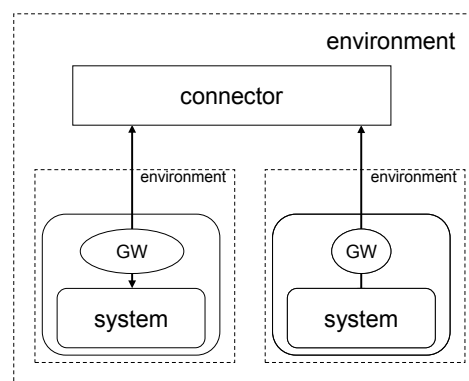 environment
connector
environment
environment
GW
GW
system
system